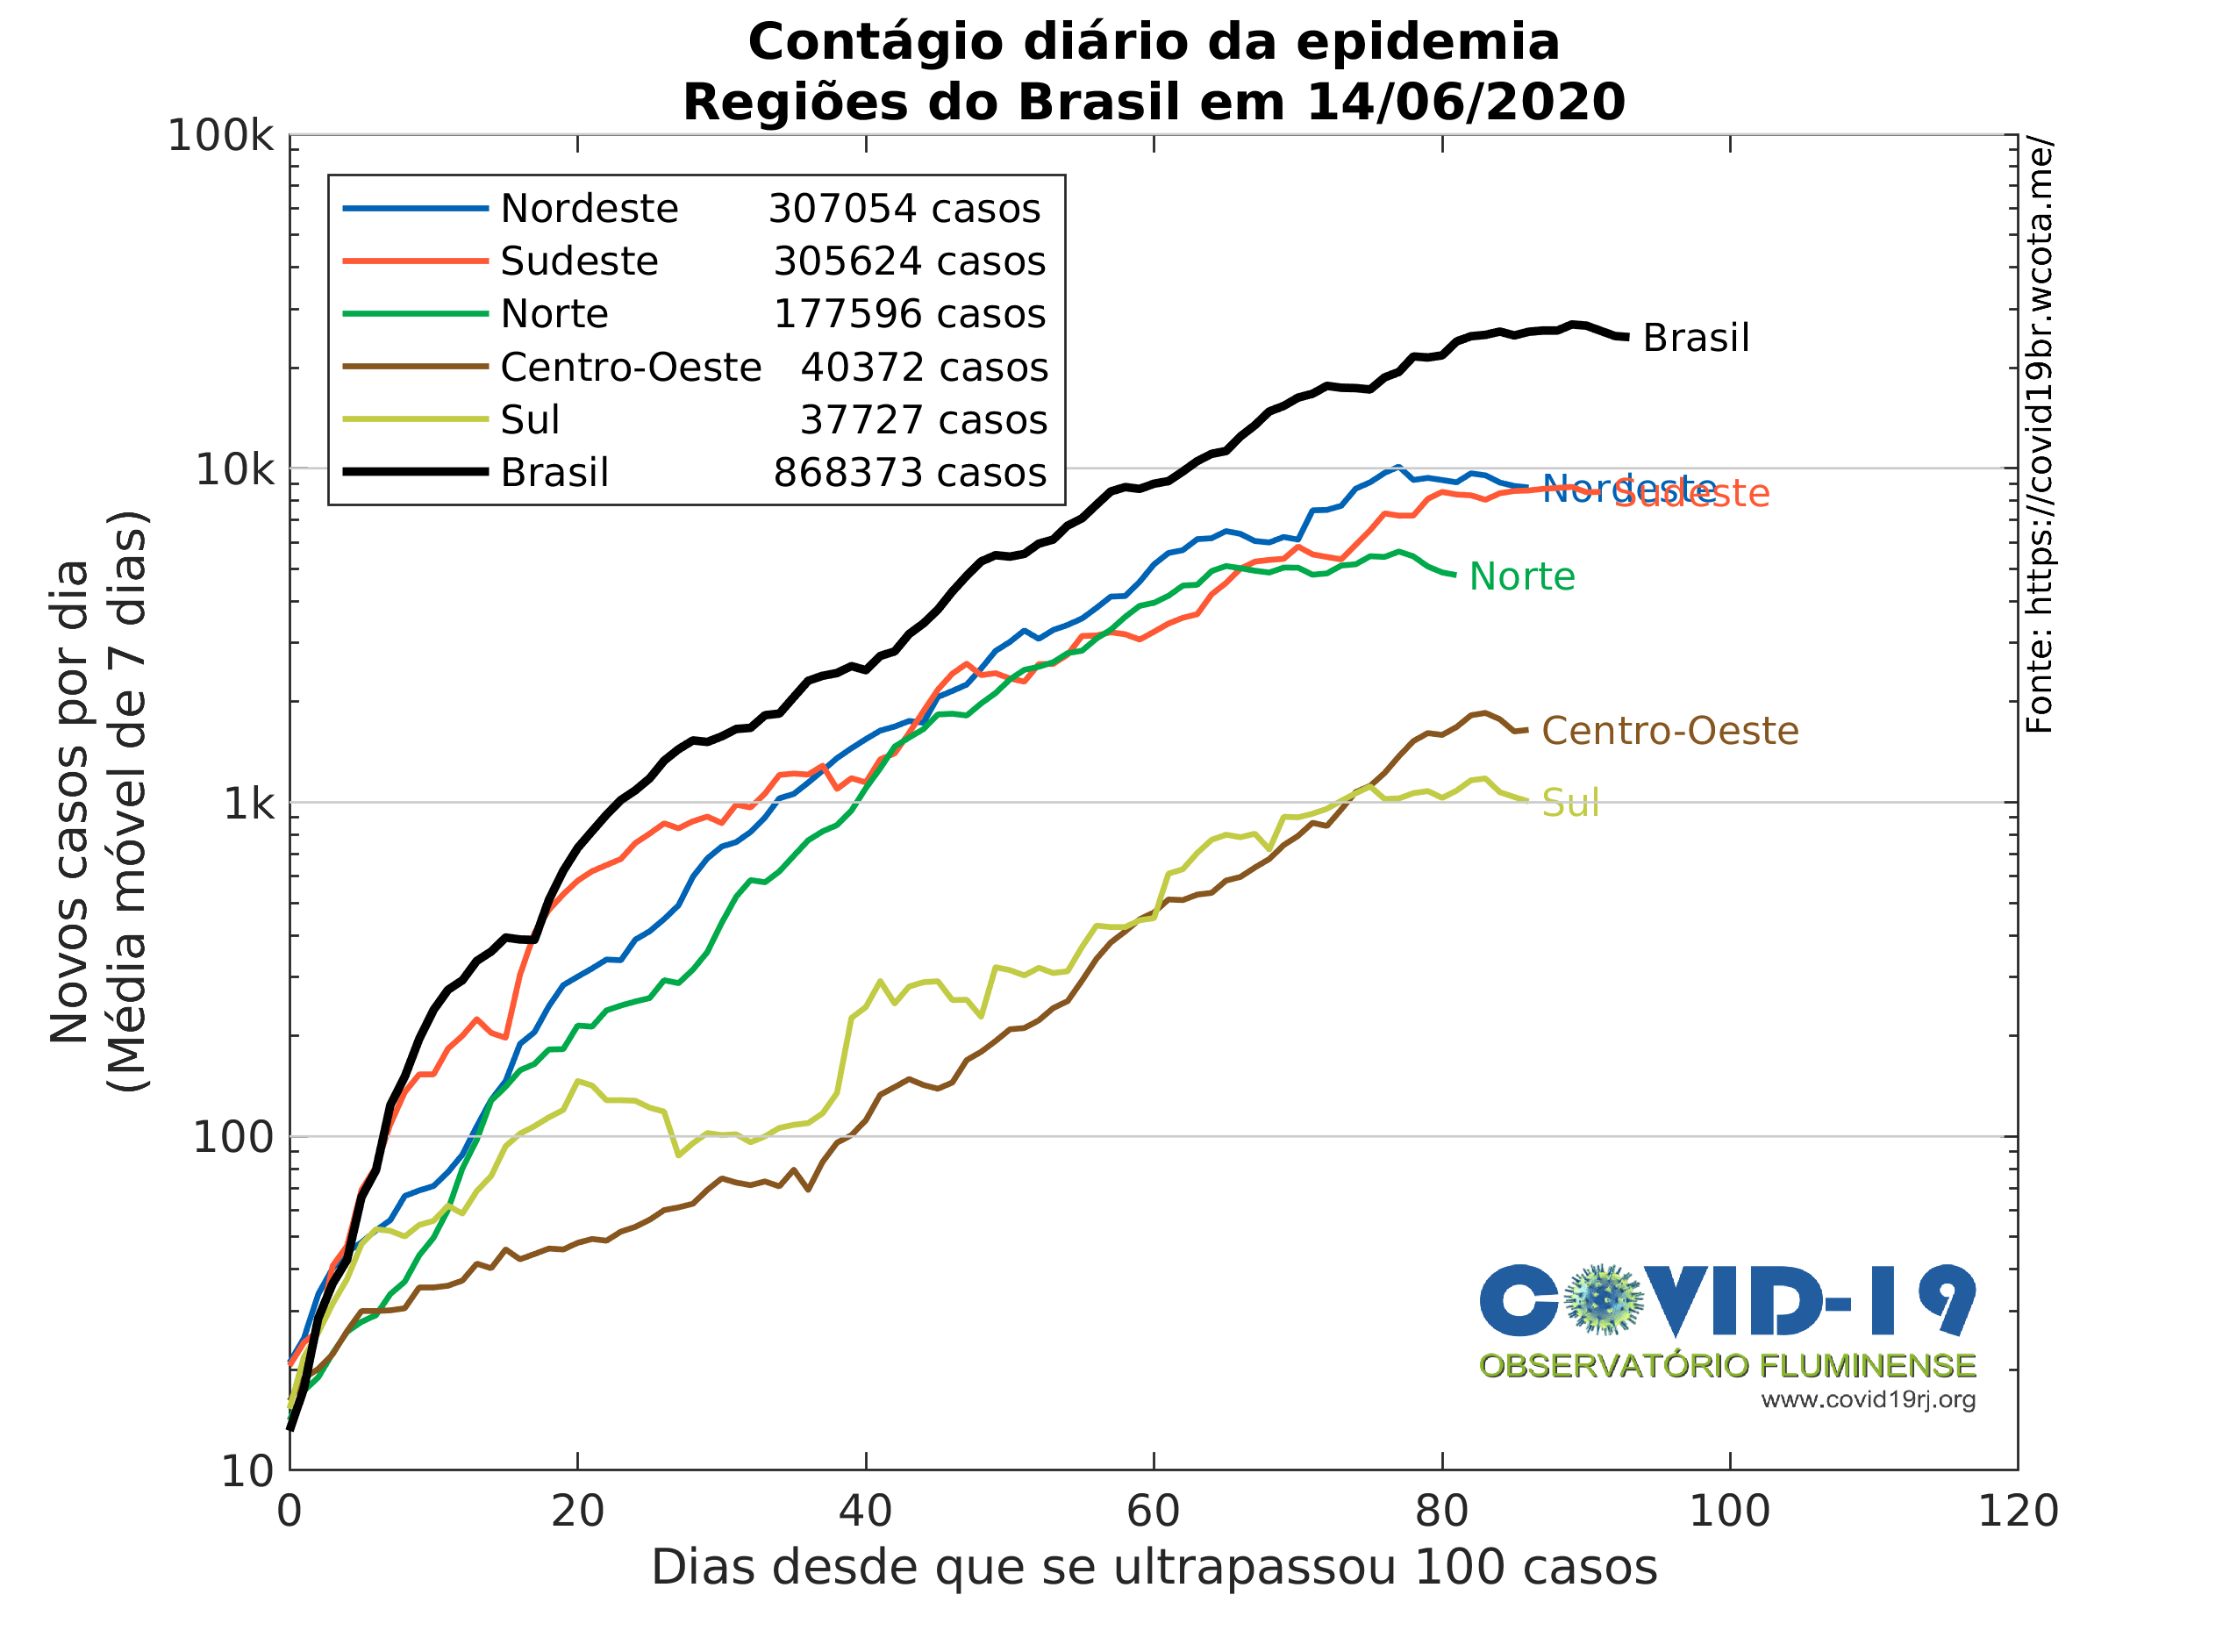 Contágio diário da epidemia
Regiões do Brasil em 14/06/2020
100k
10k
1k
100
10
Novos casos por dia
(Média móvel de 7 dias)
Nordeste 307054 casos
Sudeste 305624 casos
Norte 177596 casos
Centro-Oeste 40372 casos
Sul 37727 casos
Brasil 868373 casos
Brasil
Nordeste
Sudeste
Norte
Centro-Oeste
Sul
Fonte: https://covid19br.wcota.me/
COVID-19
OBSERVATÓRIO FLUMINENSE
www.covid19rj.org
0 20 40 60 80 100 120
Dias desde que se ultrapassou 100 casos